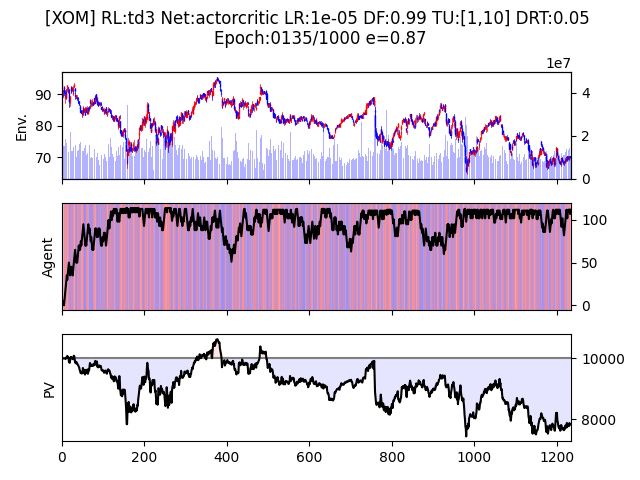 [XOM] RL:td3 Net:actorcritic LR:1e-05 DF:0.99 TU:[1,10] DRT:0.05
Epoch:0135/1000 e=0.87
1e7
Env.
90
80
70
4
2
0
Agent
100
50
0
PV
10000
8000
0 200 400 600 800 1000 1200